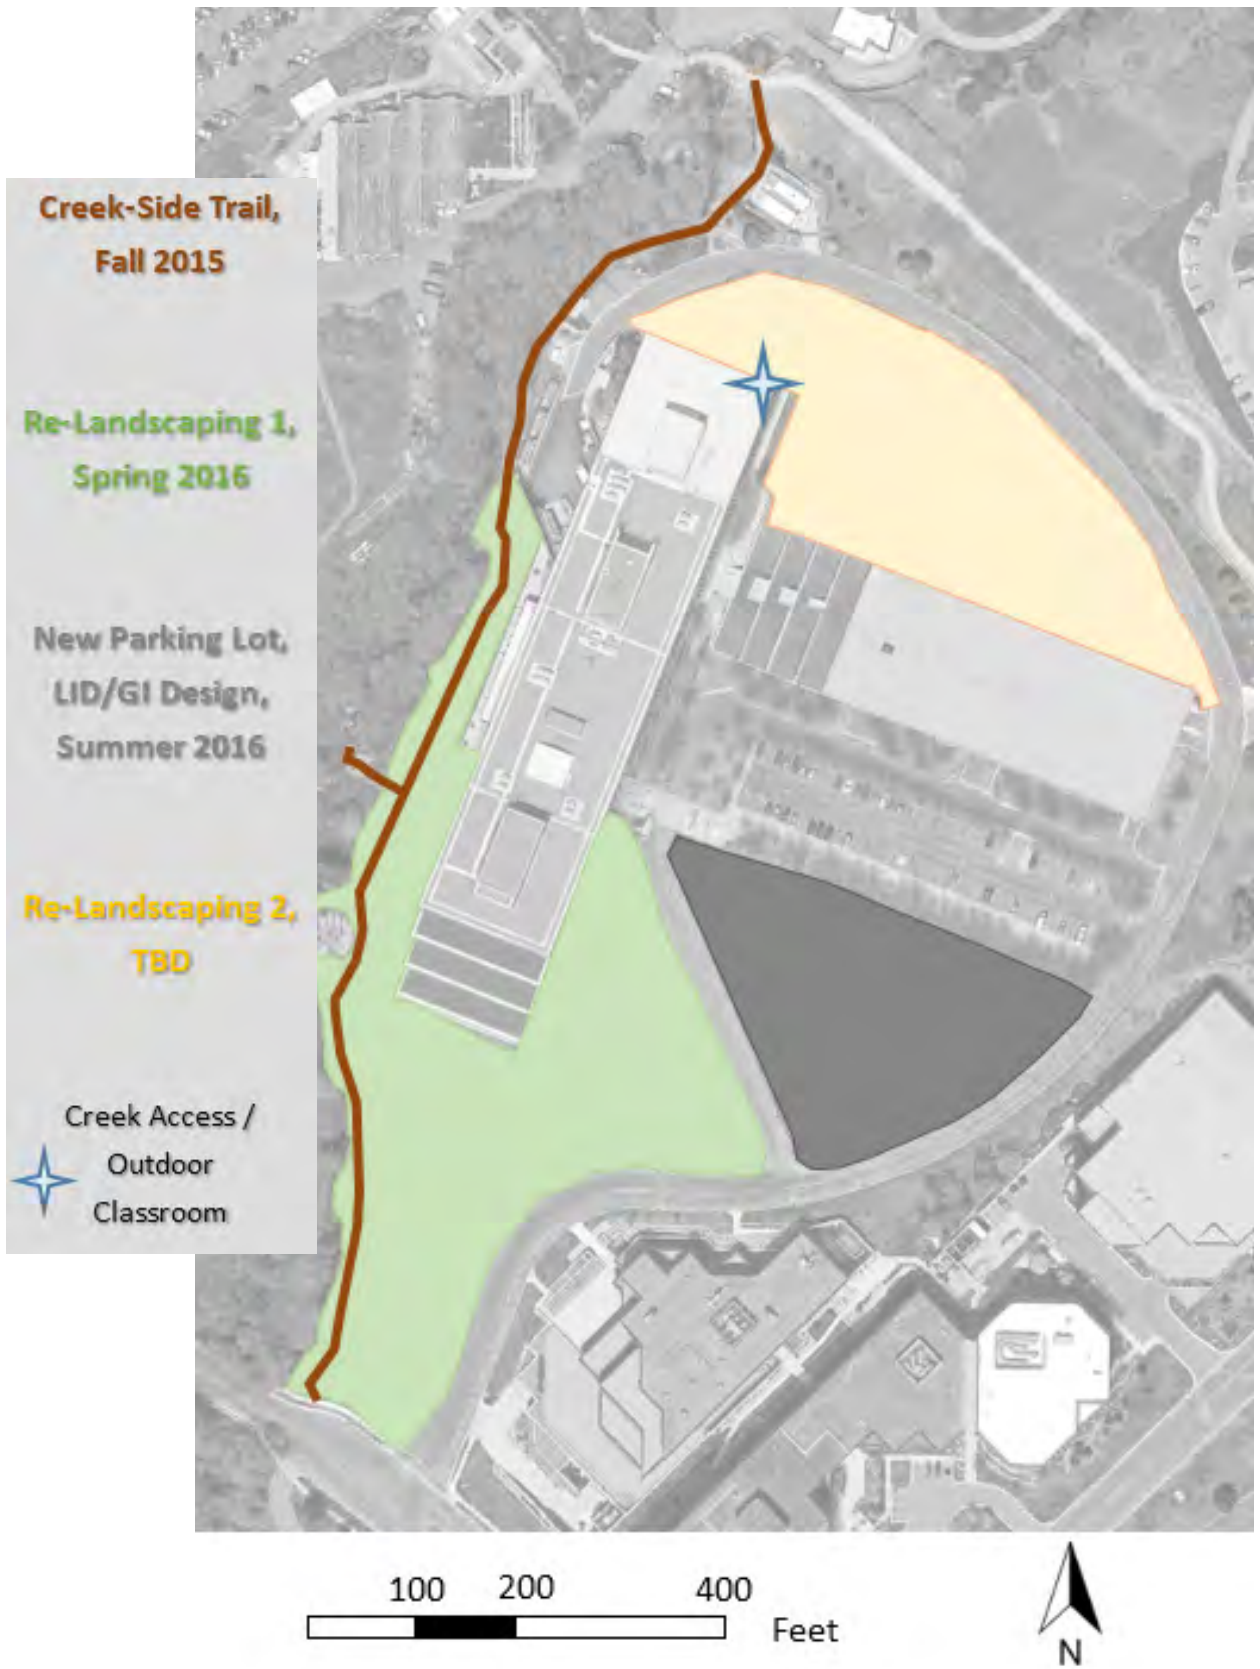 Creek-Side Trail,
Fall 2015
Re-Landscaping 1,
Spring 2016
New Parking Lot,
LID/GI Design,
Summer 2016
Re-Landscaping 2,
TBD
Creek Access /
Outdoor
Classroom
100 200 400
Feet
N